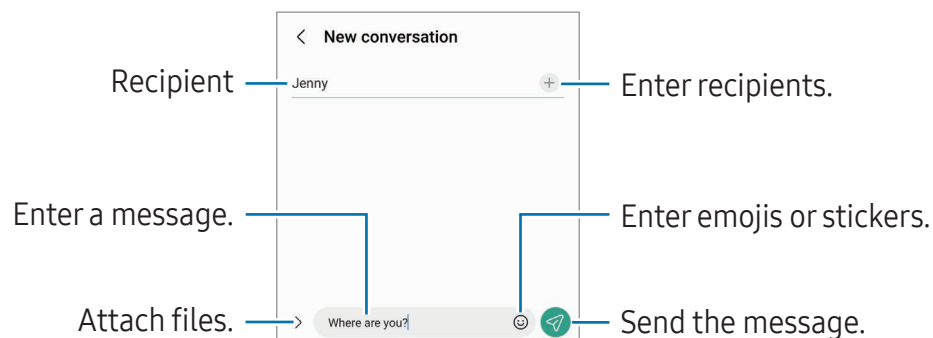 New conversation
Recipient
Jenny
Enter recipients.
Enter a message.
Enter emojis or stickers.
Attach files.
Where are you?
Send the message.